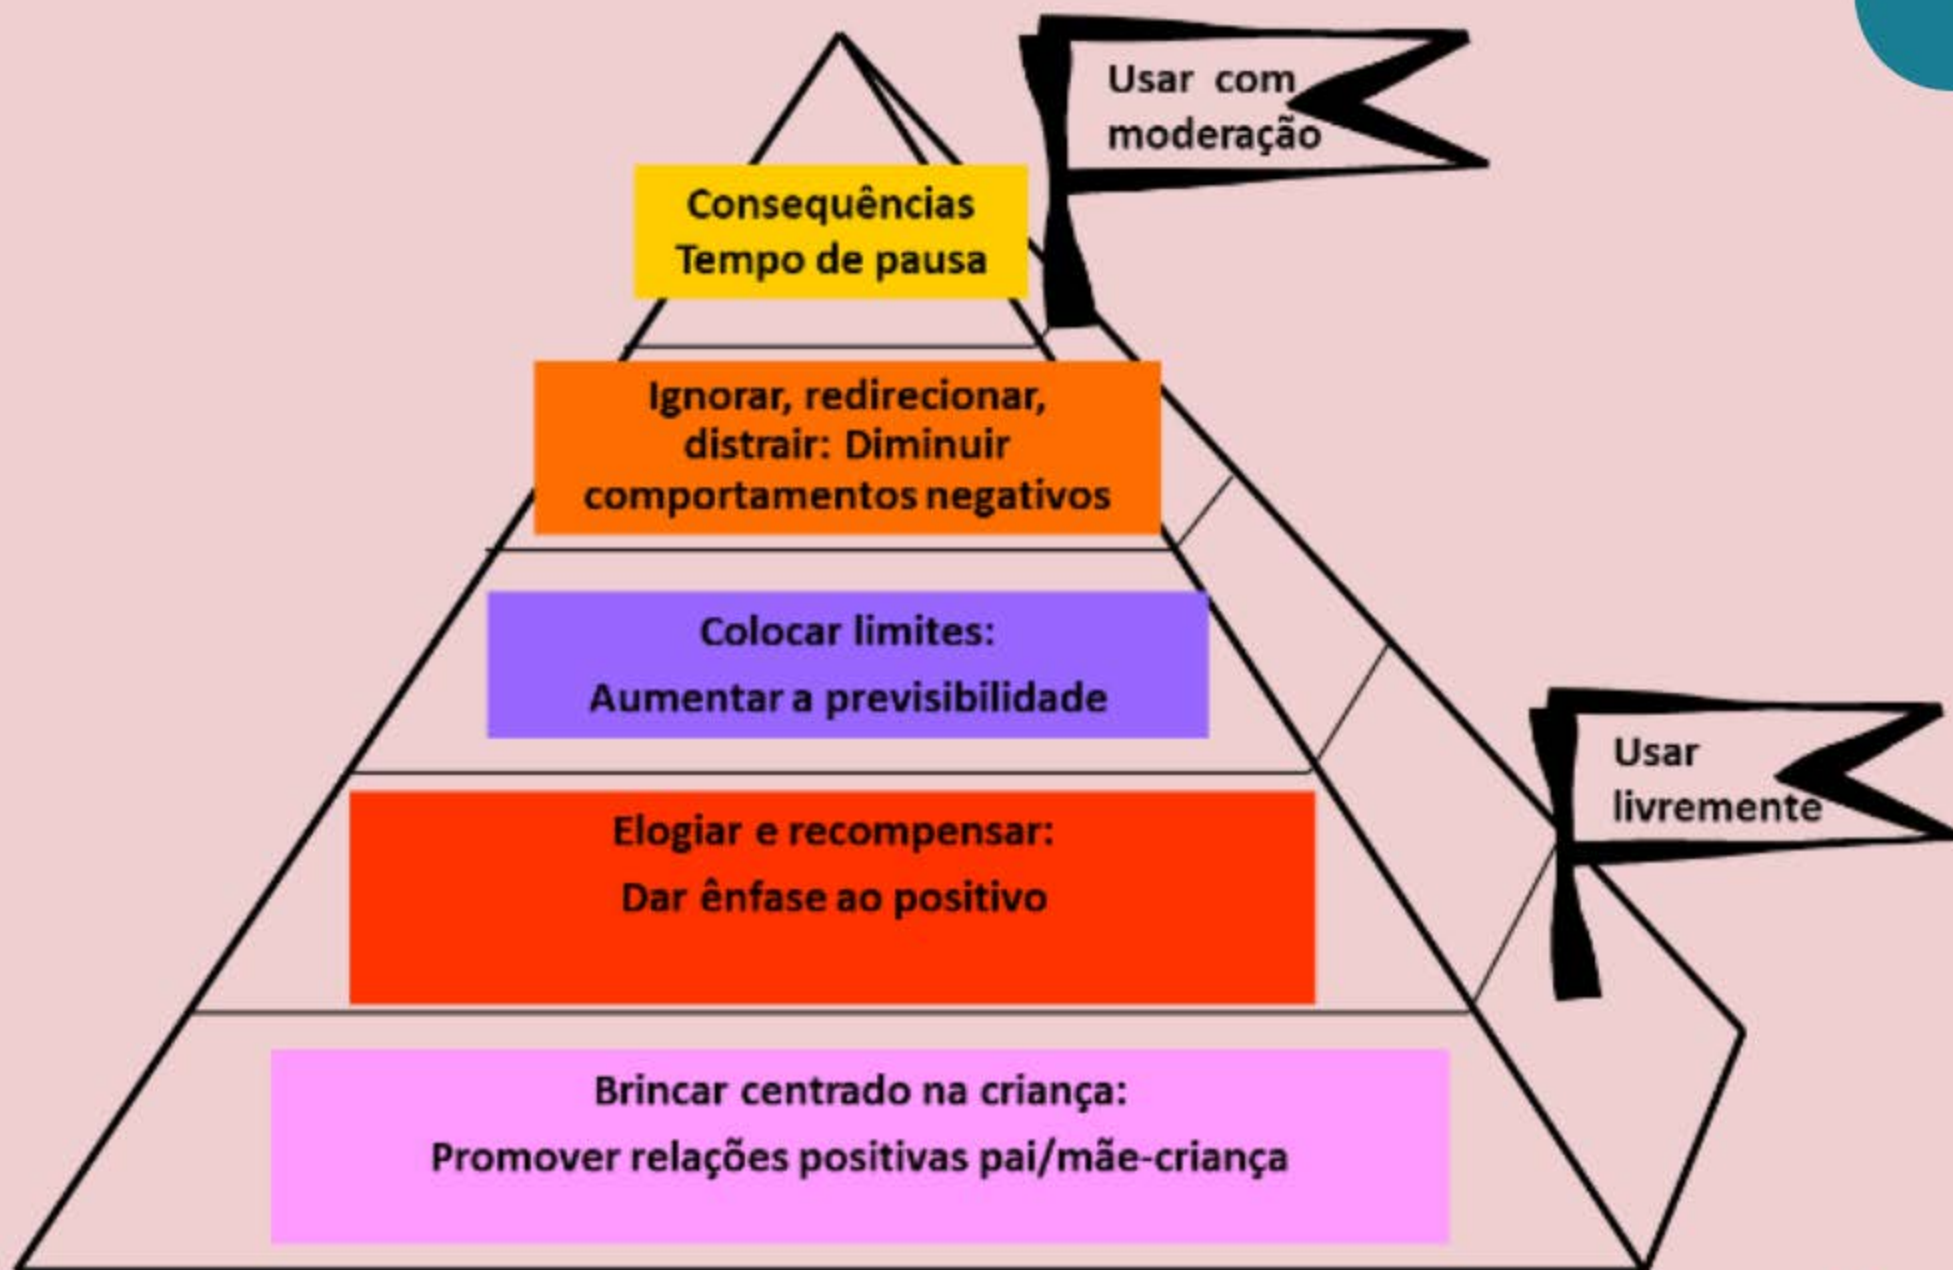 Usar com
moderação
Consequências
Tempo de pausa
Ignorar, redirecionar,
distrair: Diminuir
comportamentos negativos
Colocar limites:
Aumentar a previsibilidade
Usar
livremente
Elogiar e recompensar:
Dar ênfase ao positivo
Brincar centrado na criança:
Promover relações positivas pai/mãe-criança